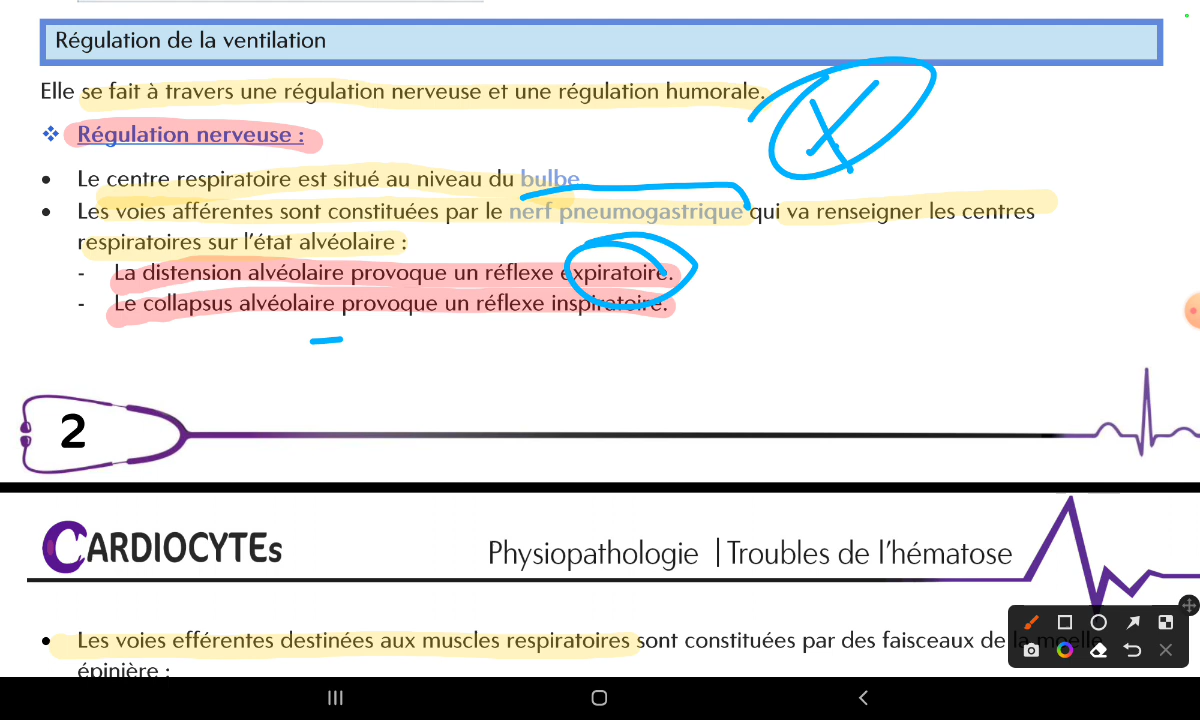 Régulation de la ventilation
Elle se fait à travers une régulation nerveuse et une régulation humorale.
❖ Régulation nerveuse :
• Le centre respiratoire est situé au niveau du bulbe
• Les voies afférentes sont constituées par le nerf pneumogastrique qui va renseigner les centres
respiratoires sur l'état alvéolaire :
- La distension alvéolaire provoque un réflexe expiratoire.
- Le collapsus alvéolaire provoque un réflexe inspiratoire.
2
CARDIOCYTEs
Physiopathologie | Troubles de l'hématose
• Les voies efférentes destinées aux muscles respiratoires sont constituées par des faisceaux de la moelle
épinière :